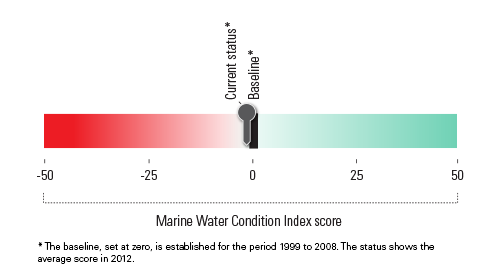 Current status*
Baseline*
-50 -25 0 25 50
Marine Water Condition Index score
* The baseline, set at zero, is established for the period 1999 to 2008. The status shows the
average score in 2012.